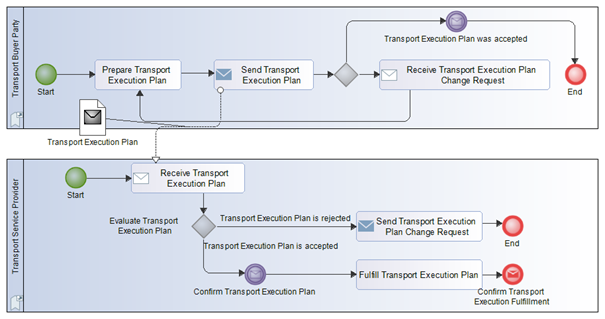 Transport Buyer Party
Transport Execution Plan was accepted
Prepare Transport
Execution Plan
Send Transport
Execution Plan
Receive Transport Execution Plan
Change Request
Start
End
Transport Execution Plan
Transport Service Provider
Receive Transport
Execution Plan
Start
Evaluate Transport
Execution Plan
Transport Execution Plan is rejected
Send Transport Execution
Plan Change Request
End
Transport Execution Plan is accepted
Fulfill Transport Execution Plan
Confirm Transport Execution Plan
Confirm Transport
Execution Fulfillment